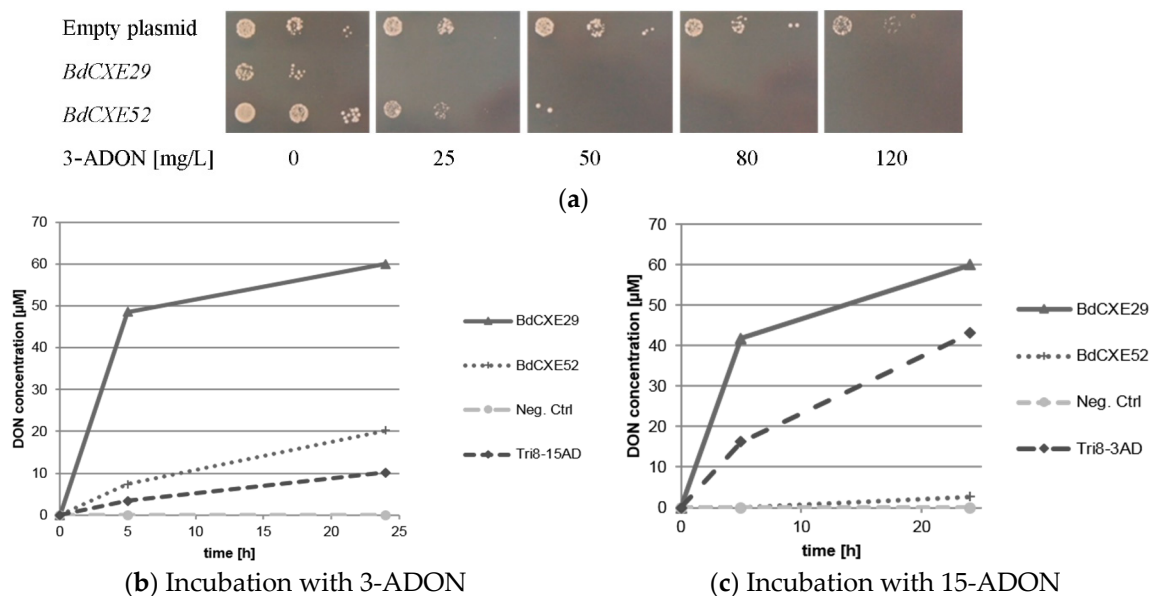 Empty plasmid
BdCXE29
BdCXE52
3-ADON [mg/L] 0 25 50 80 120
(a)
70
60
50
40
30
20
10
0
DON concentration [µM]
0 5 10 15 20 25
time [h]
BdCXE29
BdCXE52
Neg. Ctrl
Tri8-15AD
(b) Incubation with 3-ADON
70
60
50
40
30
20
10
0
DON concentration [µM]
0 10 20
time [h]
BdCXE29
BdCXE52
Neg. Ctrl
Tri8-3AD
(c) Incubation with 15-ADON